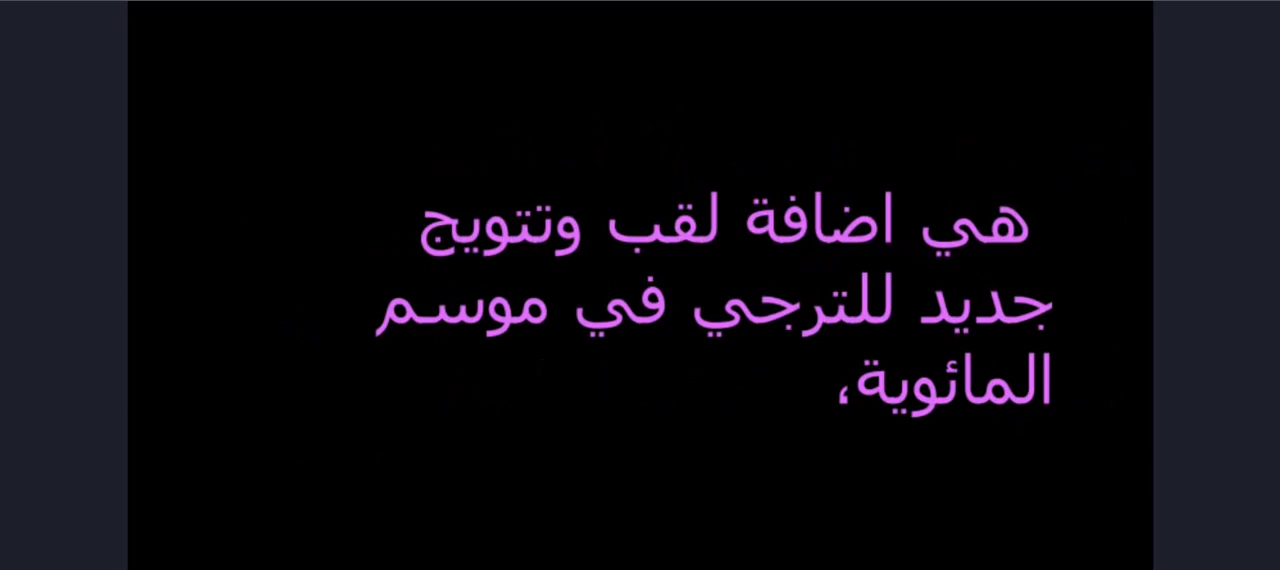 هي اضافة لقب وتتويج
جديد للترجي في موسم
المائوية،